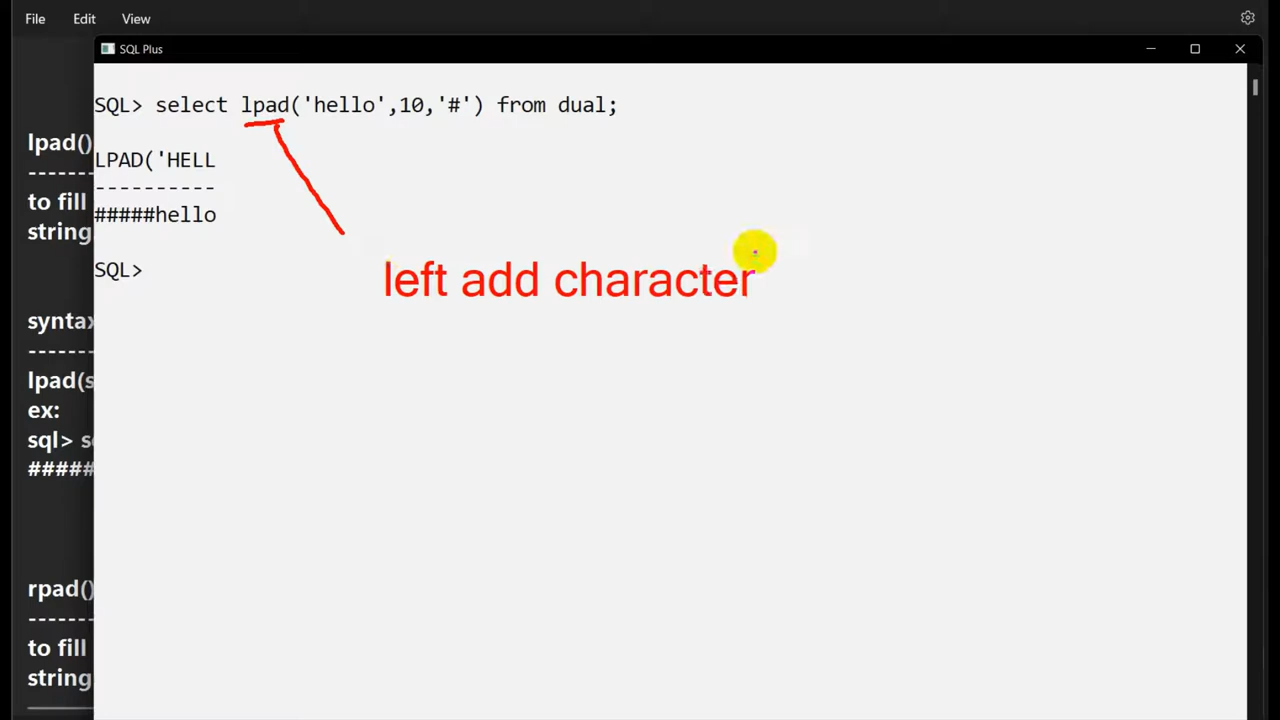 File Edit View
SQL Plus
SQL> select lpad('hello',10,'#') from dual;
LPAD('HELL
----------
#####hello
SQL>
left add character
lpad()
-------
to fill
string
syntax
-------
lpad(s
ex:
sql> s
#####
rpad()
-------
to fill
string